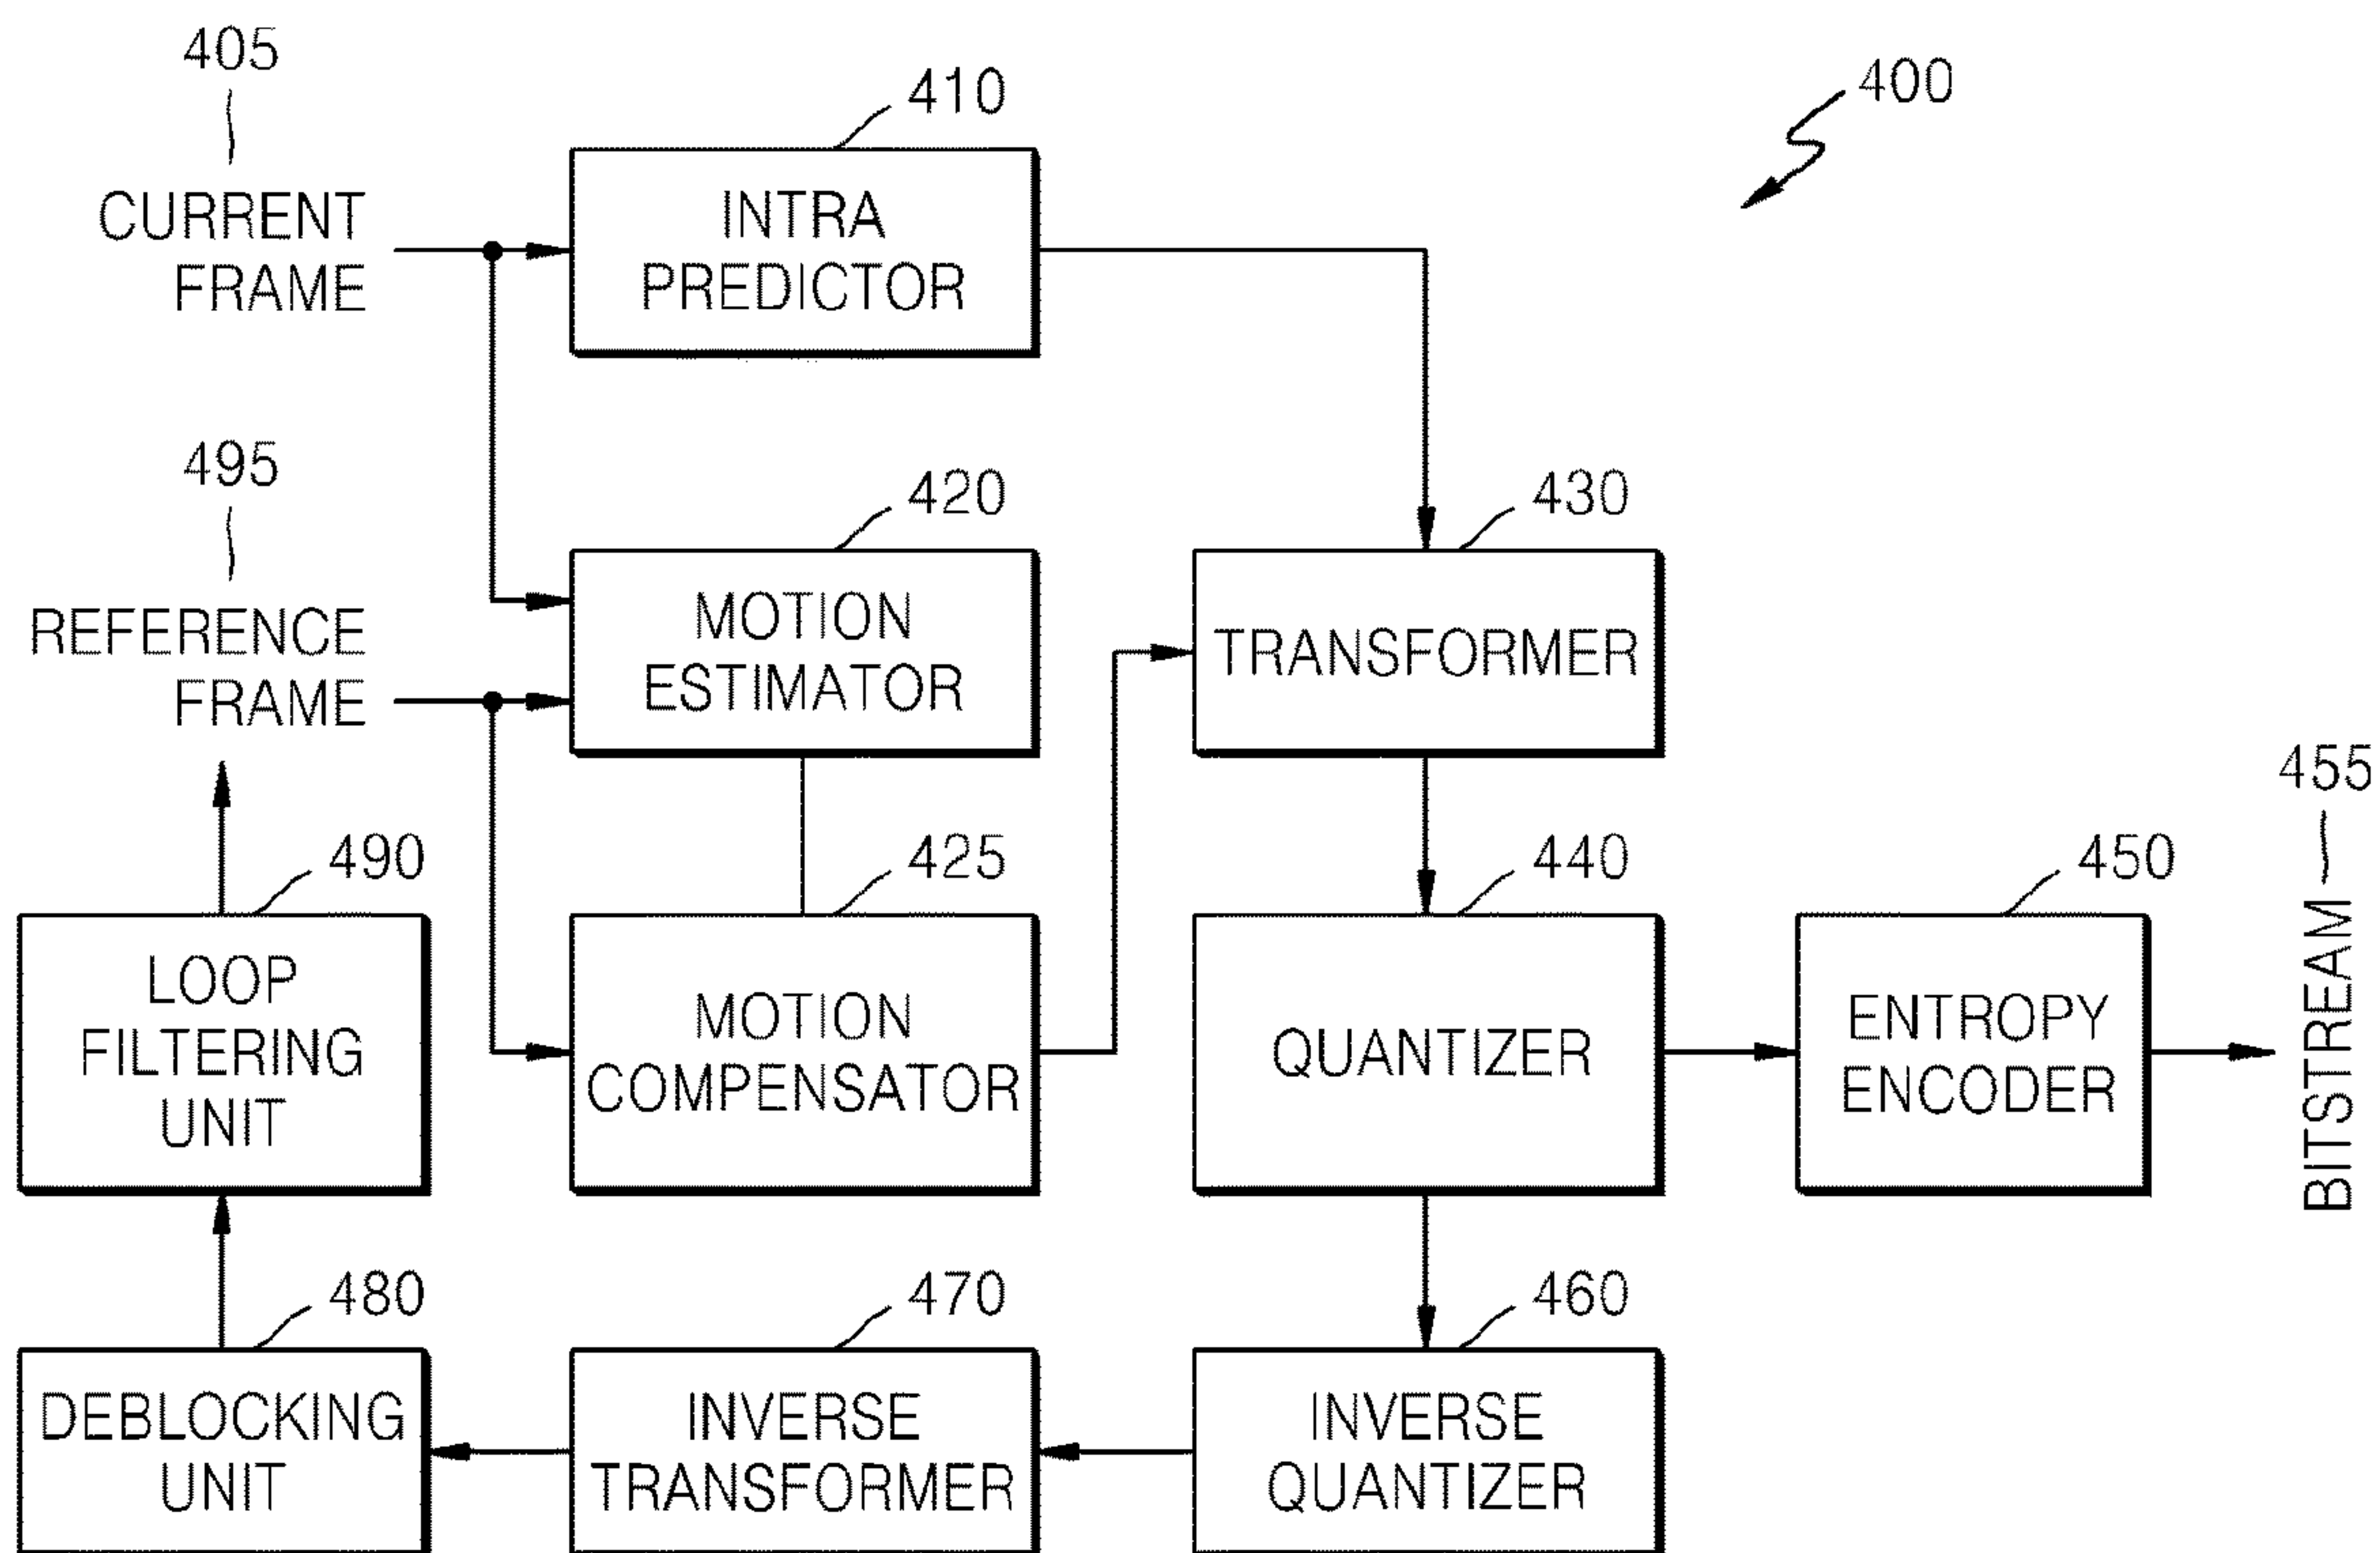 405
410
400
CURRENT
FRAME
INTRA
PREDICTOR
495
420
430
REFERENCE
FRAME
MOTION
ESTIMATOR
TRANSFORMER
455
490
425
440
450
LOOP
FILTERING
UNIT
MOTION
COMPENSATOR
QUANTIZER
ENTROPY
ENCODER
BITSTREAM
480
470
460
DEBLOCKING
UNIT
INVERSE
TRANSFORMER
INVERSE
QUANTIZER